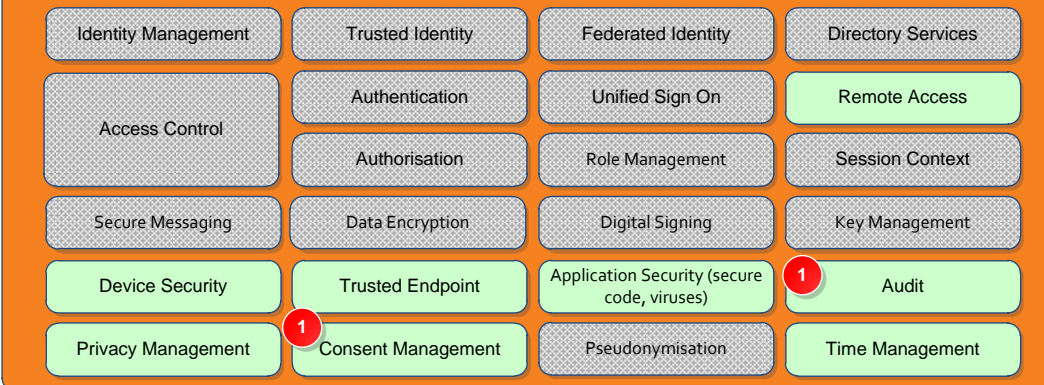 Identity Management
Trusted Identity
Federated Identity
Directory Services
Access Control
Authentication
Unified Sign On
Remote Access
Authorisation
Role Management
Session Context
Secure Messaging
Data Encryption
Digital Signing
Key Management
Device Security
Trusted Endpoint
Application Security (secure
code, viruses)
1
Audit
Privacy Management
1
Consent Management
Pseudonymisation
Time Management